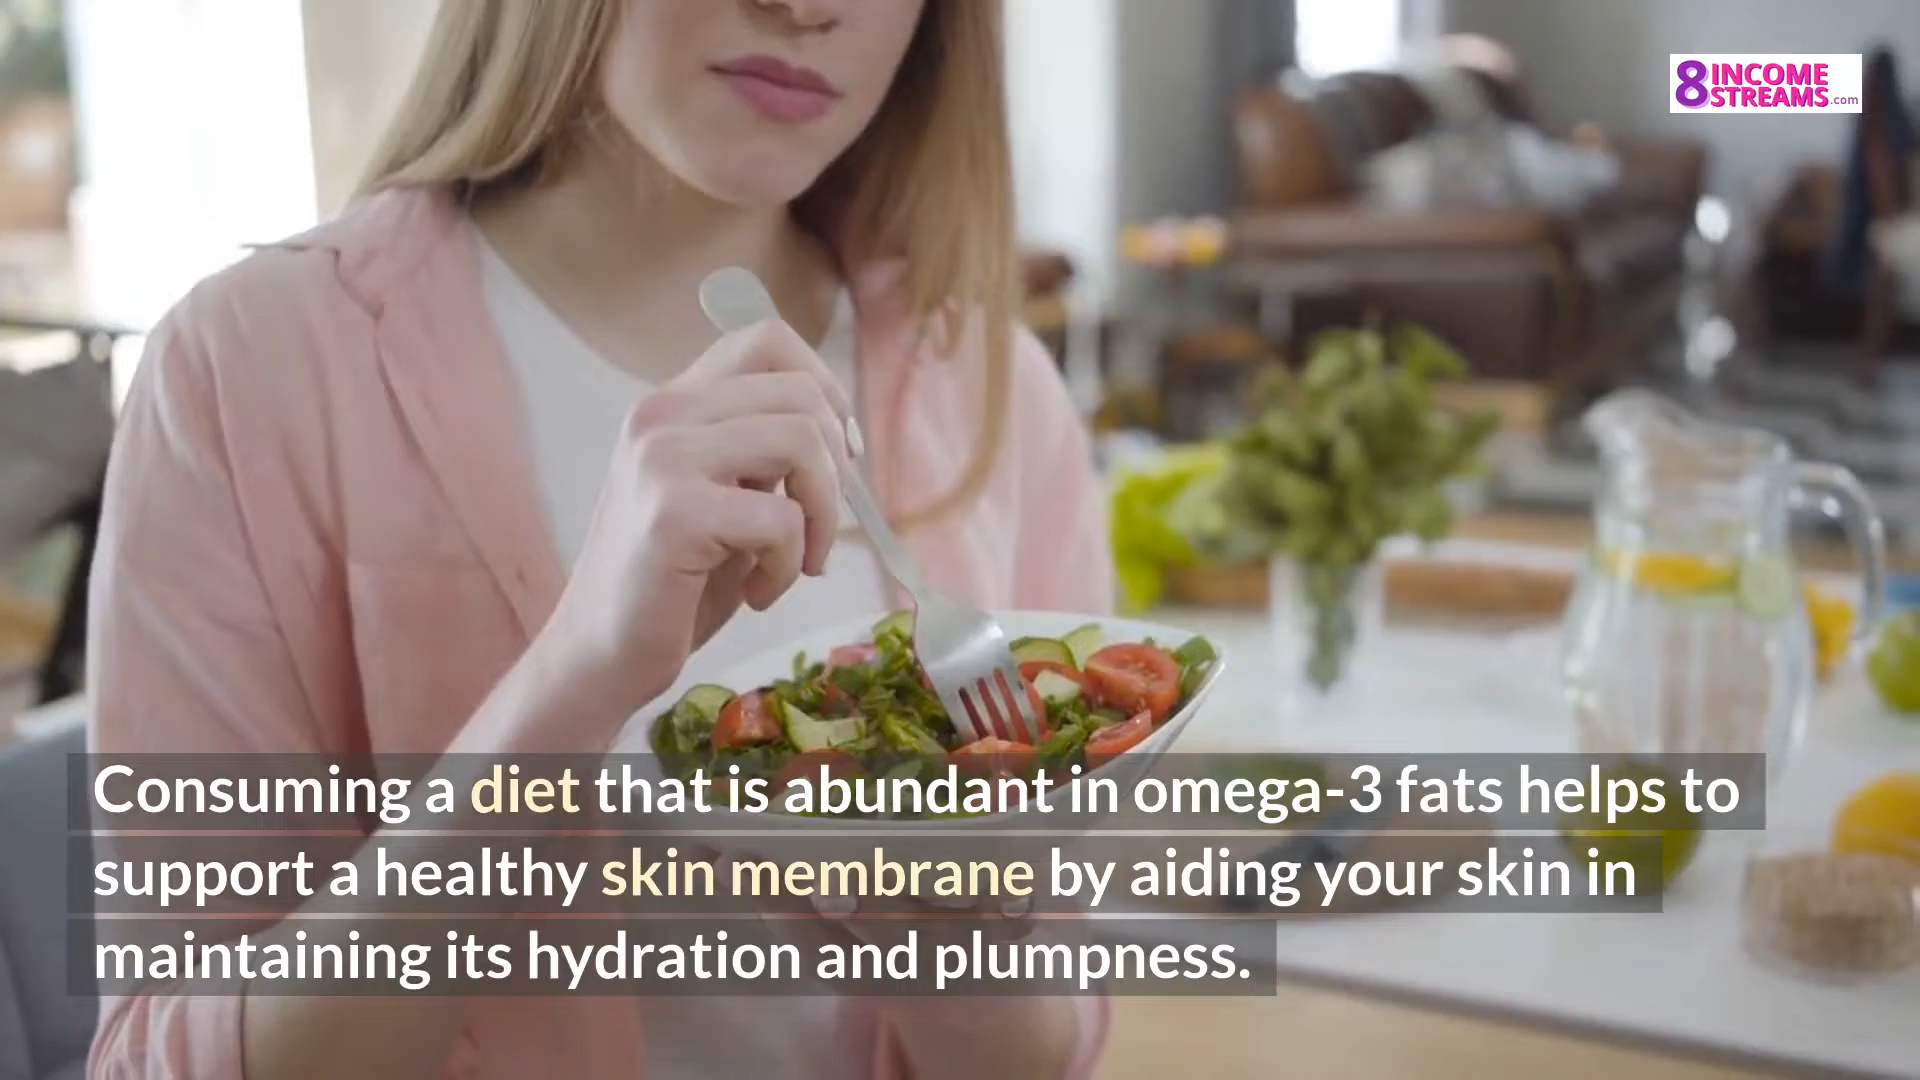 8 INCOME
STREAMS.com
Consuming a diet that is abundant in omega-3 fats helps to
support a healthy skin membrane by aiding your skin in
maintaining its hydration and plumpness.